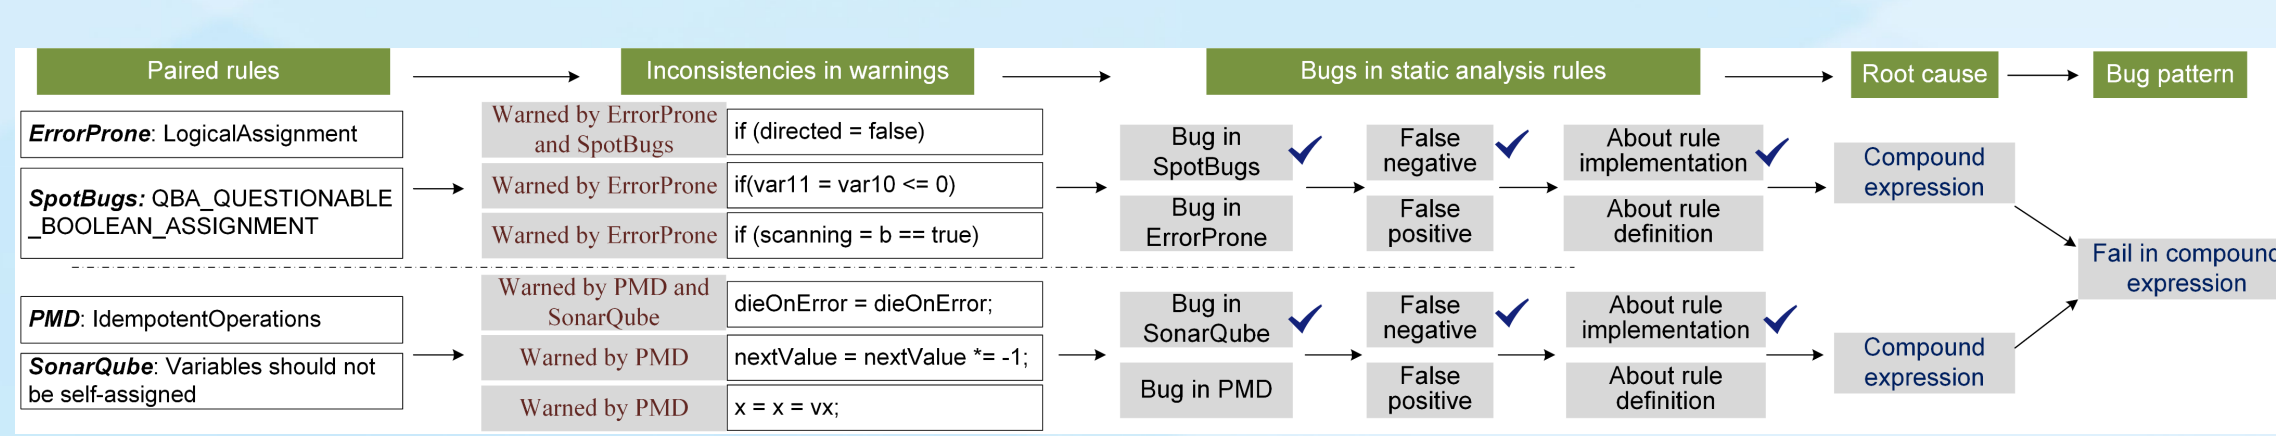 Paired rules
Inconsistencies in warnings
Bugs in static analysis rules
Root cause
Bug pattern
ErrorProne: LogicalAssignment
SpotBugs: QBA_QUESTIONABLE
_BOOLEAN_ASSIGNMENT
Warned by ErrorProne
and SpotBugs
if (directed = false)
Warned by ErrorProne
if(var11 = var10 <= 0)
Warned by ErrorProne
if (scanning = b == true)
Bug in
SpotBugs
Bug in
ErrorProne
False
negative
False
positive
About rule
implementation
About rule
definition
Compound
expression
PMD: IdempotentOperations
SonarQube: Variables should not
be self-assigned
Warned by PMD and
SonarQube
dieOnError = dieOnError;
Warned by PMD
nextValue = nextValue *= -1;
Warned by PMD
x = x = vx;
Bug in
SonarQube
Bug in PMD
False
negative
False
positive
About rule
implementation
About rule
definition
Compound
expression
Fail in compound
expression